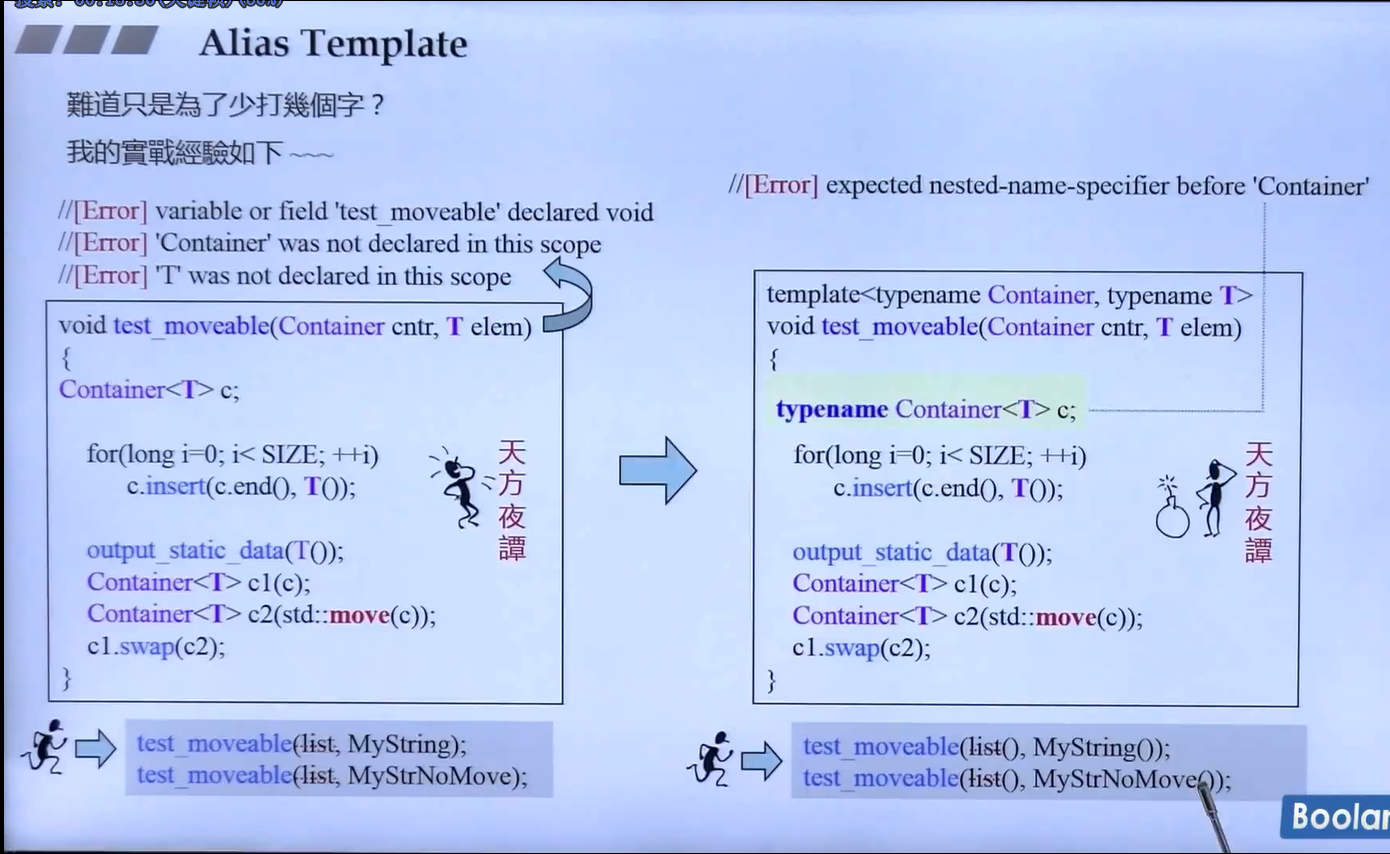 Alias Template
難道只是為了少打幾個字？
我的實戰經驗如下 ~~~
//[Error] variable or field 'test_moveable' declared void
//[Error] 'Container' was not declared in this scope
//[Error] 'T' was not declared in this scope
void test_moveable(Container cntr, T elem)
{
Container<T> c;
for(long i=0; i< SIZE; ++i)
c.insert(c.end(), T());
output_static_data(T());
Container<T> c1(c);
Container<T> c2(std::move(c));
c1.swap(c2);
}
天方夜譚
test_moveable(list, MyString);
test_moveable(list, MyStrNoMove);
//[Error] expected nested-name-specifier before 'Container'
template<typename Container, typename T>
void test_moveable(Container cntr, T elem)
{
typename Container<T> c;
for(long i=0; i< SIZE; ++i)
c.insert(c.end(), T());
output_static_data(T());
Container<T> c1(c);
Container<T> c2(std::move(c));
c1.swap(c2);
}
天方夜譚
test_moveable(list(), MyString());
test_moveable(list(), MyStrNoMove());